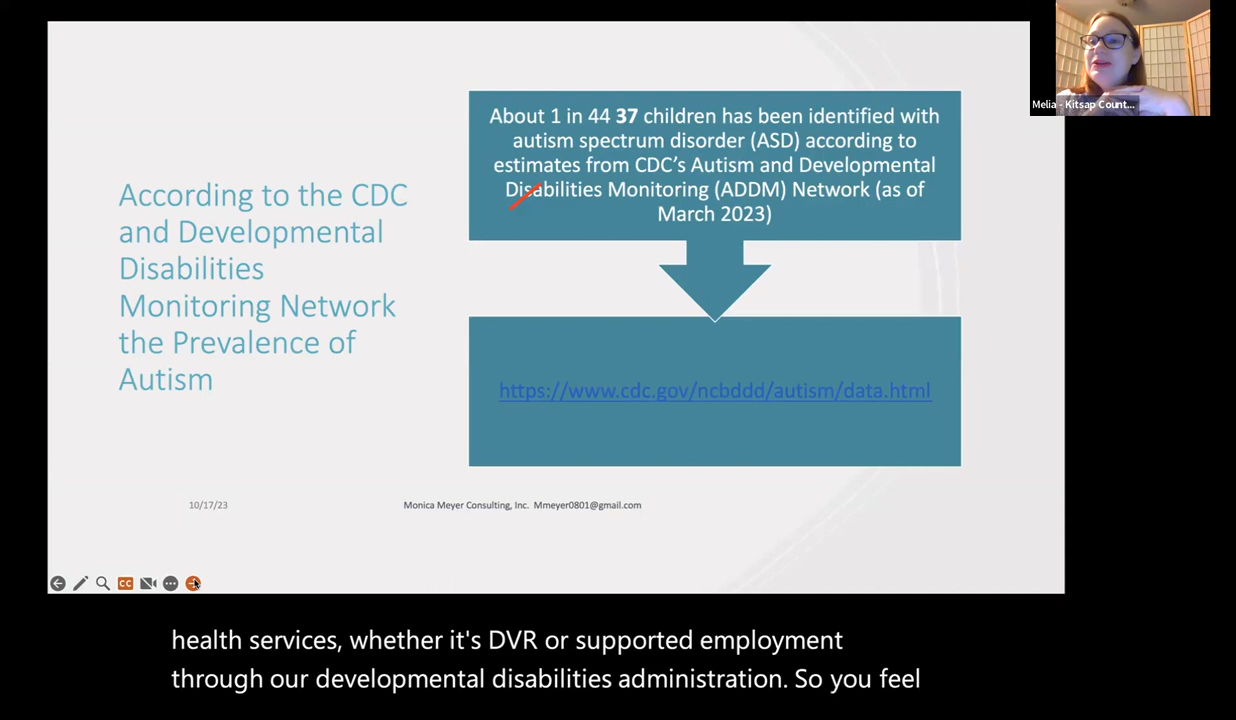 Melia - Kitsap Count...
According to the CDC
and Developmental
Disabilities
Monitoring Network
the Prevalence of
Autism
About 1 in 44 37 children has been identified with
autism spectrum disorder (ASD) according to
estimates from CDC's Autism and Developmental
Disabilities Monitoring (ADDM) Network (as of
March 2023)
https://www.cdc.gov/ncbddd/autism/data.html
10/17/23
Monica Meyer Consulting, Inc. Mmeyer0801@gmail.com
CC
health services, whether it's DVR or supported employment
through our developmental disabilities administration. So you feel